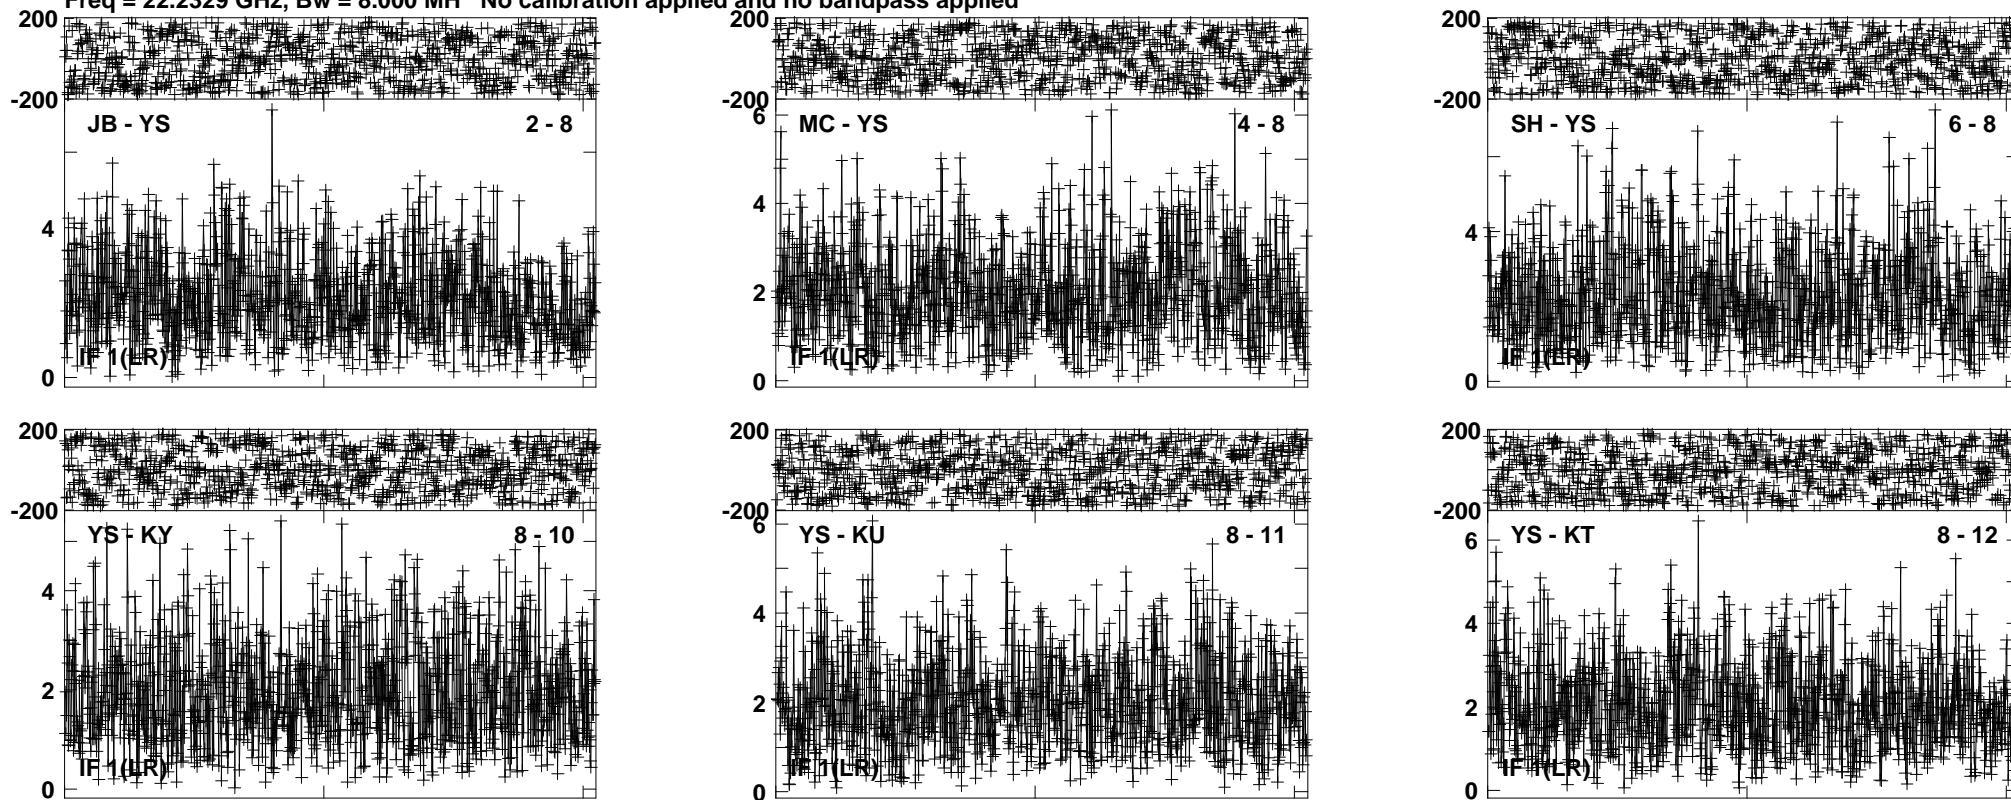 Freq = 22.2329 GHz, Bw = 8.000 MH No calibration applied and no bandpass applied
200
-200
JB - YS 2 - 8
4
IF 1(LR)
0
200
-200
6
MC - YS 4 - 8
4
2
IF 1(LR)
0
200
-200
SH - YS 6 - 8
4
IF 1(LR)
0
200
-200
YS - KY 8 - 10
4
2
IF 1(LR)
0
200
-200
6
YS - KU 8 - 11
4
2
IF 1(LR)
0
200
-200
YS - KT 8 - 12
6
4
2
IF 1(LR)
0